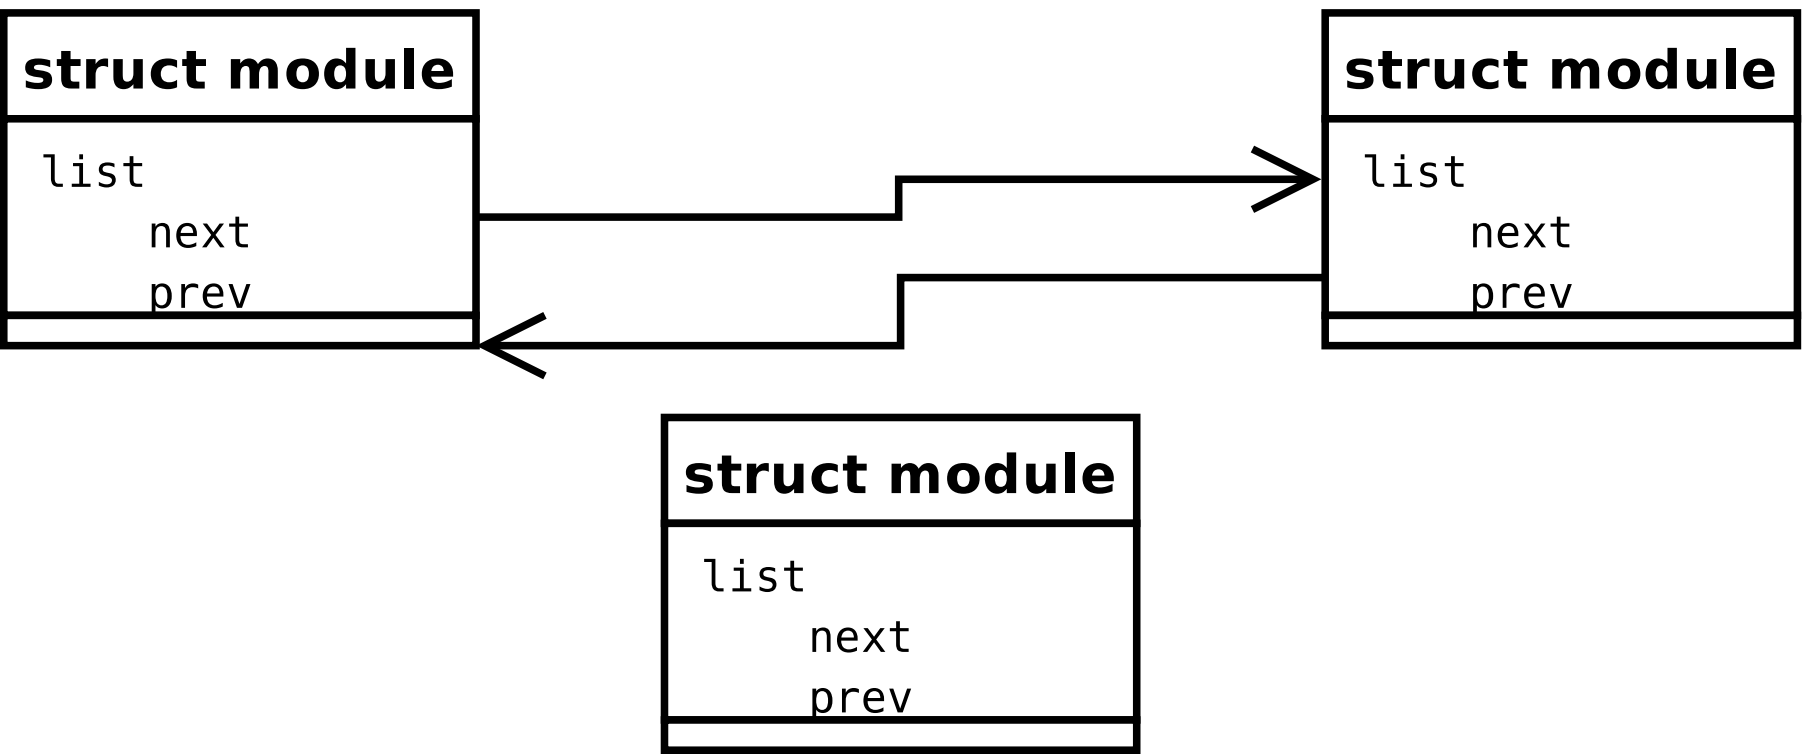 struct module
list
next
prev
struct module
list
next
prev
struct module
list
next
prev